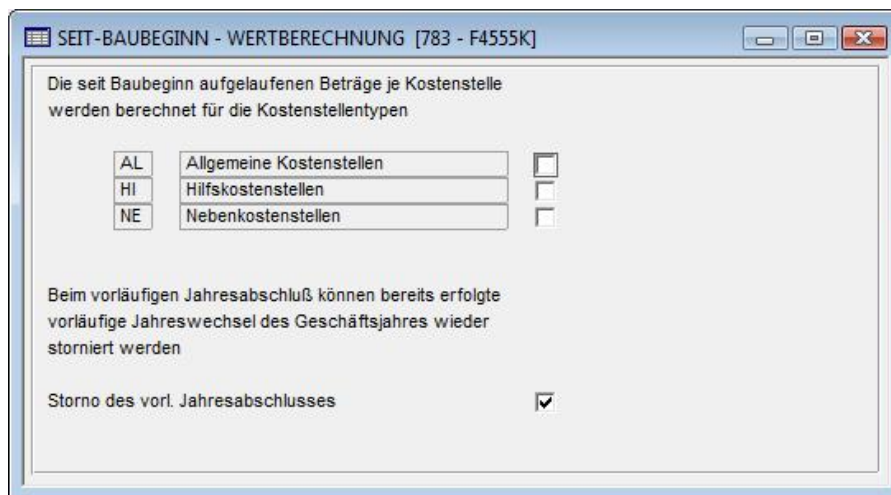 SEIT-BAUBEGINN - WERTBERECHNUNG [783 - F4555K]
Die seit Baubeginn aufgelaufenen Beträge je Kostenstelle
werden berechnet für die Kostenstellentypen
AL Allgemeine Kostenstellen
HI Hilfskostenstellen
NE Nebenkostenstellen
Beim vorläufigen Jahresabschluß können bereits erfolgte
vorläufige Jahreswechsel des Geschäftsjahres wieder
storniert werden
Storno des vorl. Jahresabschlusses